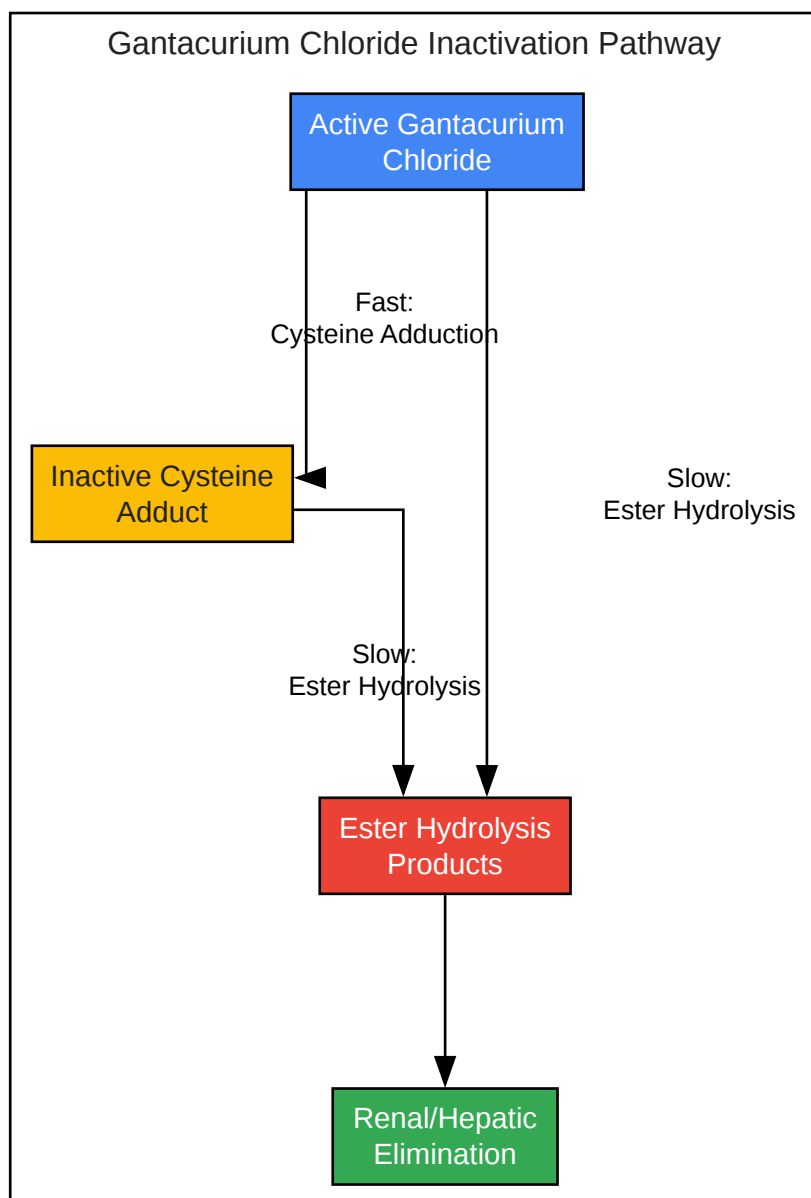 Gantacurium Chloride Inactivation Pathway
Active Gantacurium
Chloride
Fast:
Cysteine Adduction
Inactive Cysteine
Adduct
Slow:
Ester Hydrolysis
Slow:
Ester Hydrolysis
Ester Hydrolysis
Products
Renal/Hepatic
Elimination